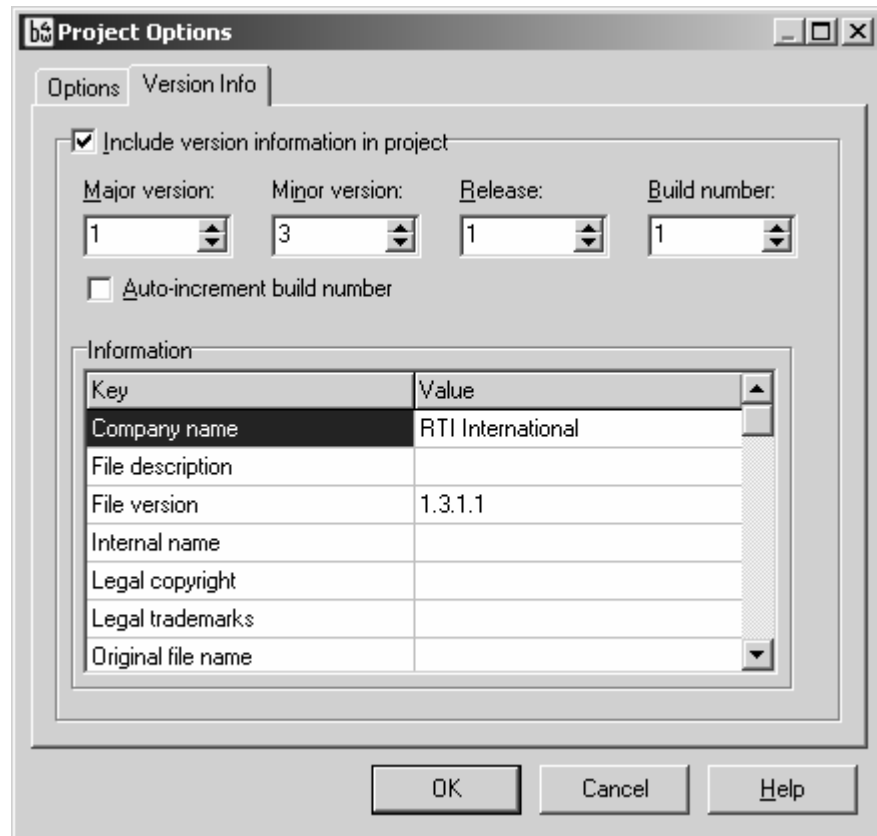 Project Options
Options Version Info
Include version information in project
Major version: Minor version: Release: Build number:
1 3 1 1
Auto-increment build number
Information
Key Value
Company name RTI International
File description
File version 1.3.1.1
Internal name
Legal copyright
Legal trademarks
Original file name
OK Cancel Help